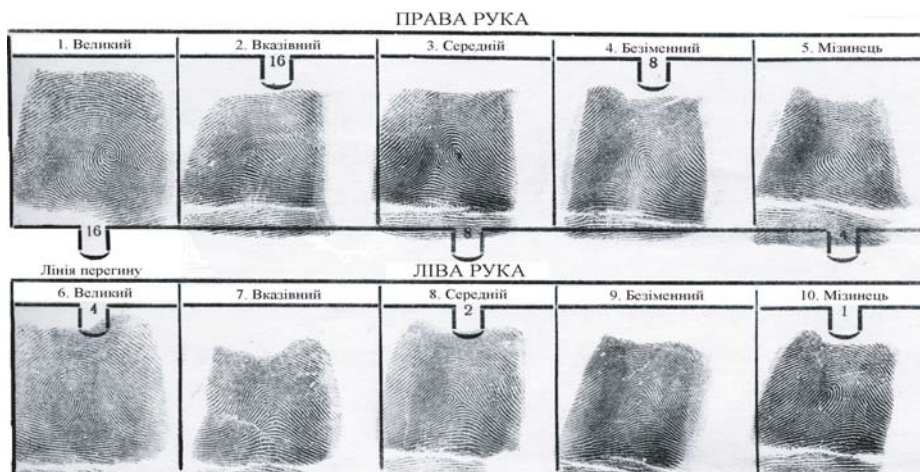 ПРАВА РУКА
1. Великий 2. Вказівний 3. Середній 4. Безіменний 5. Мізинець
16 8
16 8 4
Лінія перегину ЛІВА РУКА
6. Великий 7. Вказівний 8. Середній 9. Безіменний 10. Мізинець
4 2 1